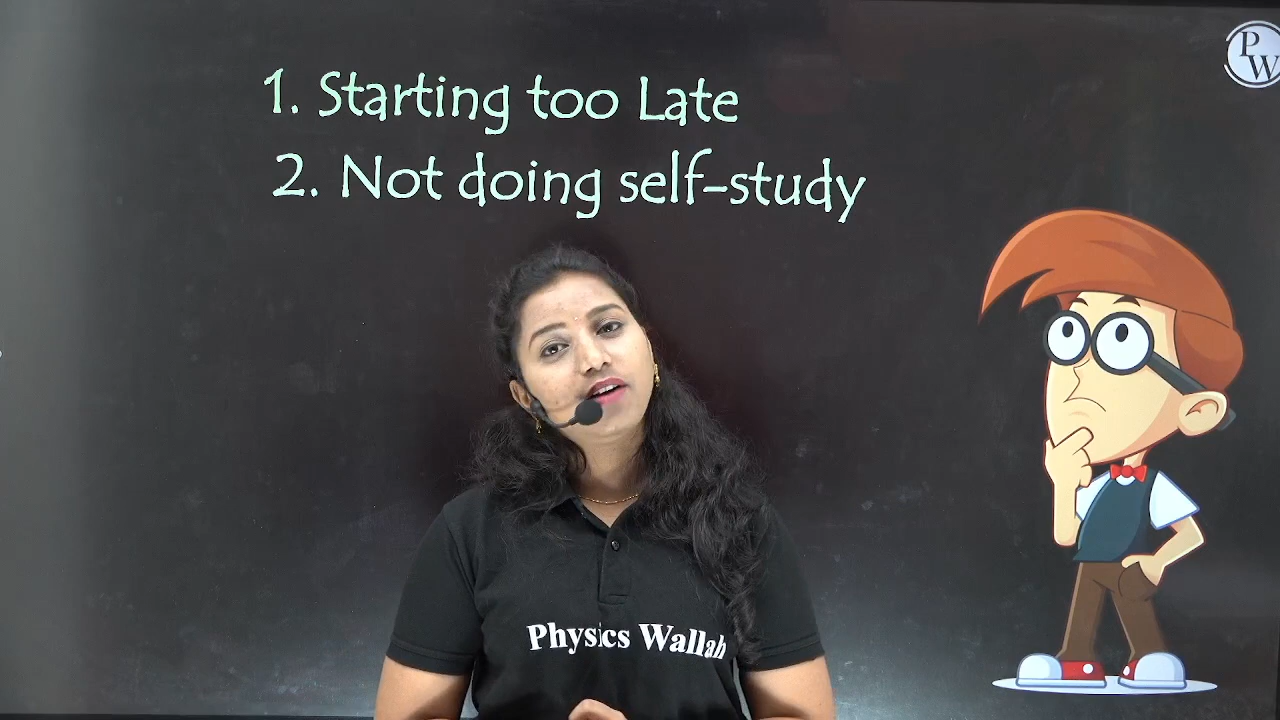 1. Starting too Late
2. Not doing self-study
PW
Physics Wallah